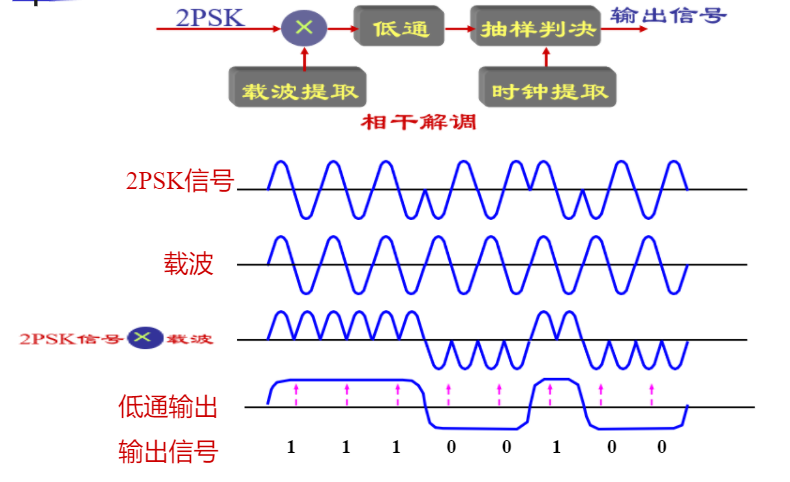 2PSK × 低通 抽样判决 输出信号
载波提取 时钟提取
相干解调
2PSK信号
载波
2PSK信号 × 载波
低通输出
输出信号 1 1 1 0 0 1 0 0